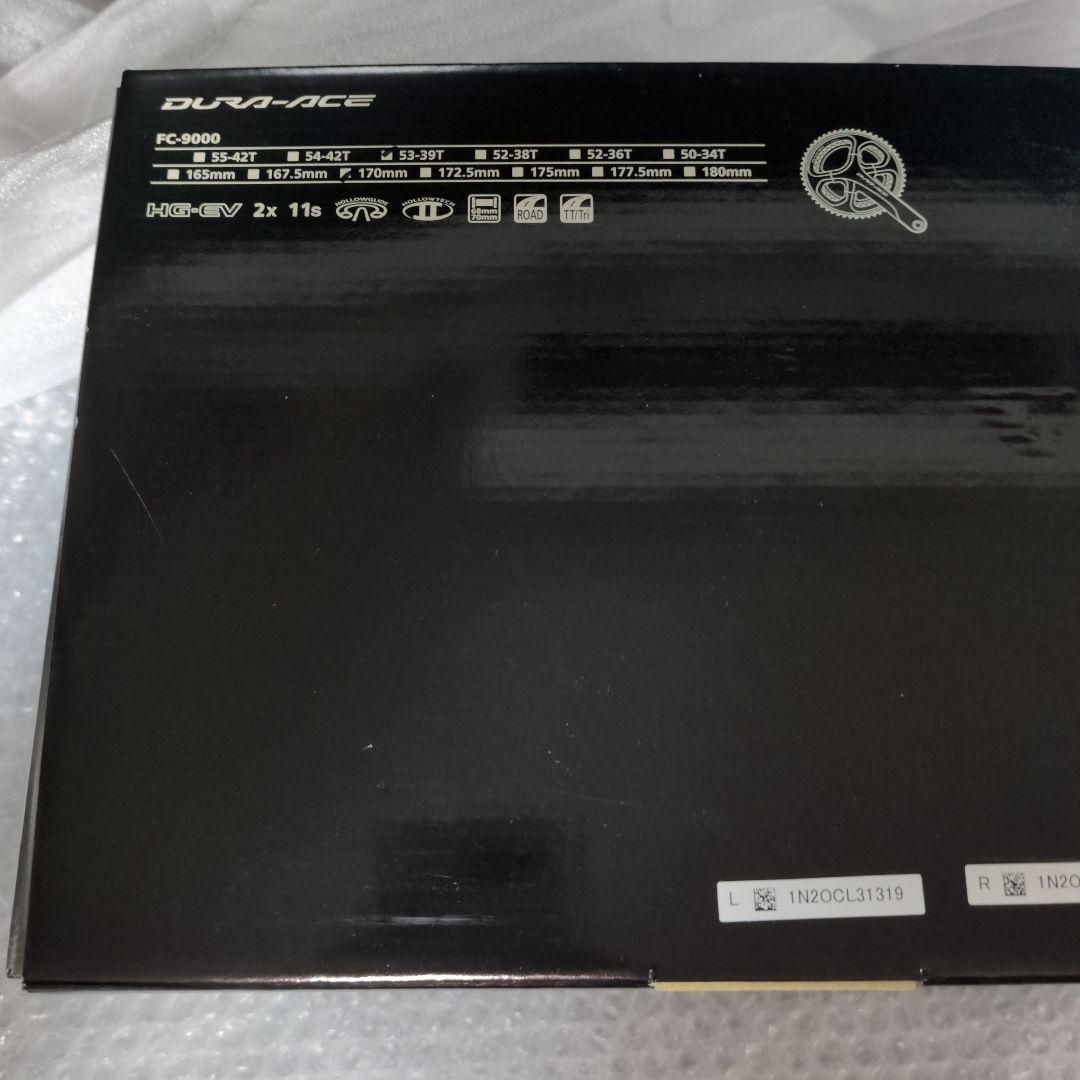 DURA-ACE
FC-9000
55-42T 54-42T 53-39T 52-38T 52-36T 50-34T
165mm 167.5mm 170mm 172.5mm 175mm 177.5mm 180mm
HG-EV 2x 11s HOLLOWGLIDE HOLLOWTECH II 68mm 70mm ROAD TT/Tri
L 1N2OCL31319
R 1N2O